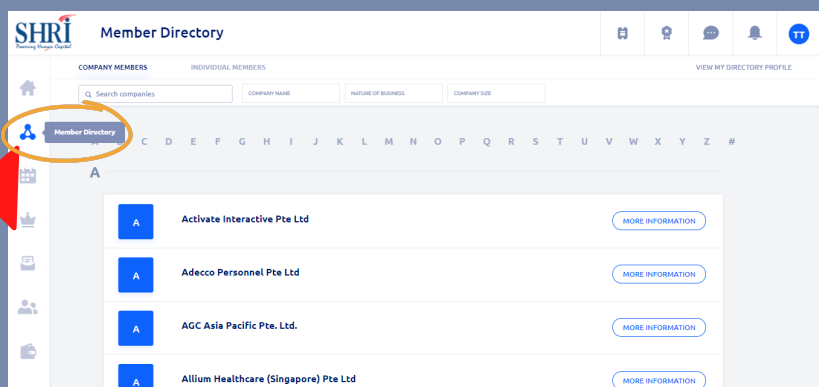 SHRI
Powering Human Capital
Member Directory
TT
COMPANY MEMBERS INDIVIDUAL MEMBERS VIEW MY DIRECTORY PROFILE
Search companies COMPANY NAME NATURE OF BUSINESS COMPANY SIZE
Member Directory
C D E F G H I J K L M N O P Q R S T U V W X Y Z #
A
A Activate Interactive Pte Ltd MORE INFORMATION
A Adecco Personnel Pte Ltd MORE INFORMATION
A AGC Asia Pacific Pte. Ltd. MORE INFORMATION
A Allium Healthcare (Singapore) Pte Ltd MORE INFORMATION